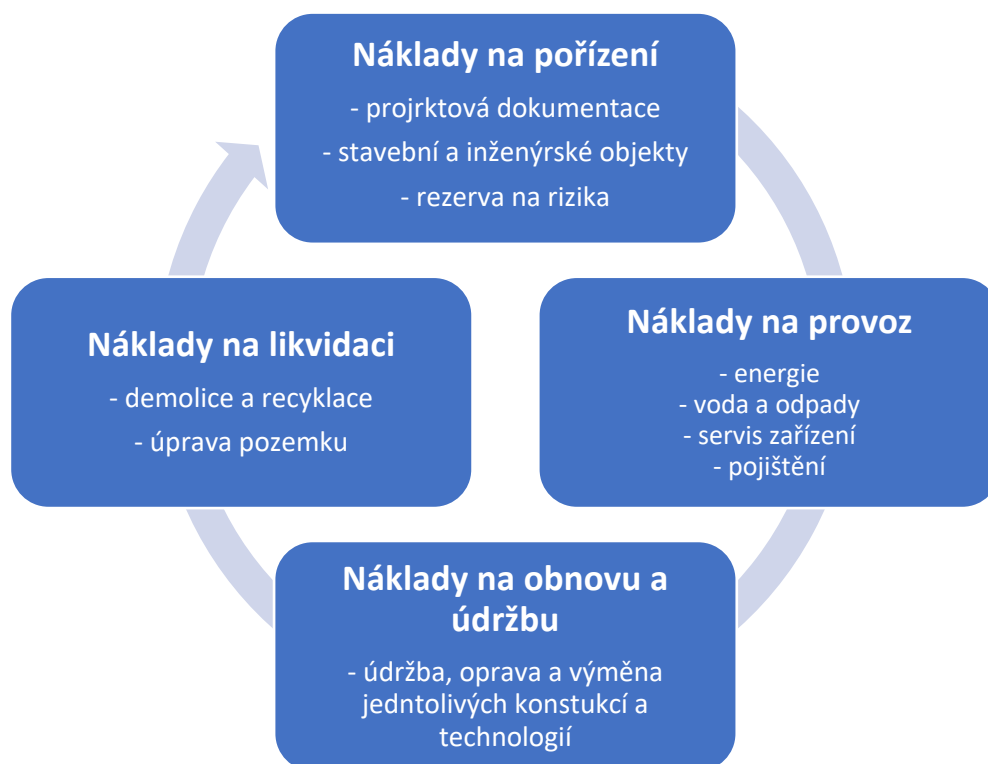 Náklady na pořízení
- projrktová dokumentace
- stavební a inženýrské objekty
- rezerva na rizika
Náklady na provoz
- energie
- voda a odpady
- servis zařízení
- pojištění
Náklady na obnovu a
údržbu
- údržba, oprava a výměna
jedntolivých konstukcí a
technologií
Náklady na likvidaci
- demolice a recyklace
- úprava pozemku